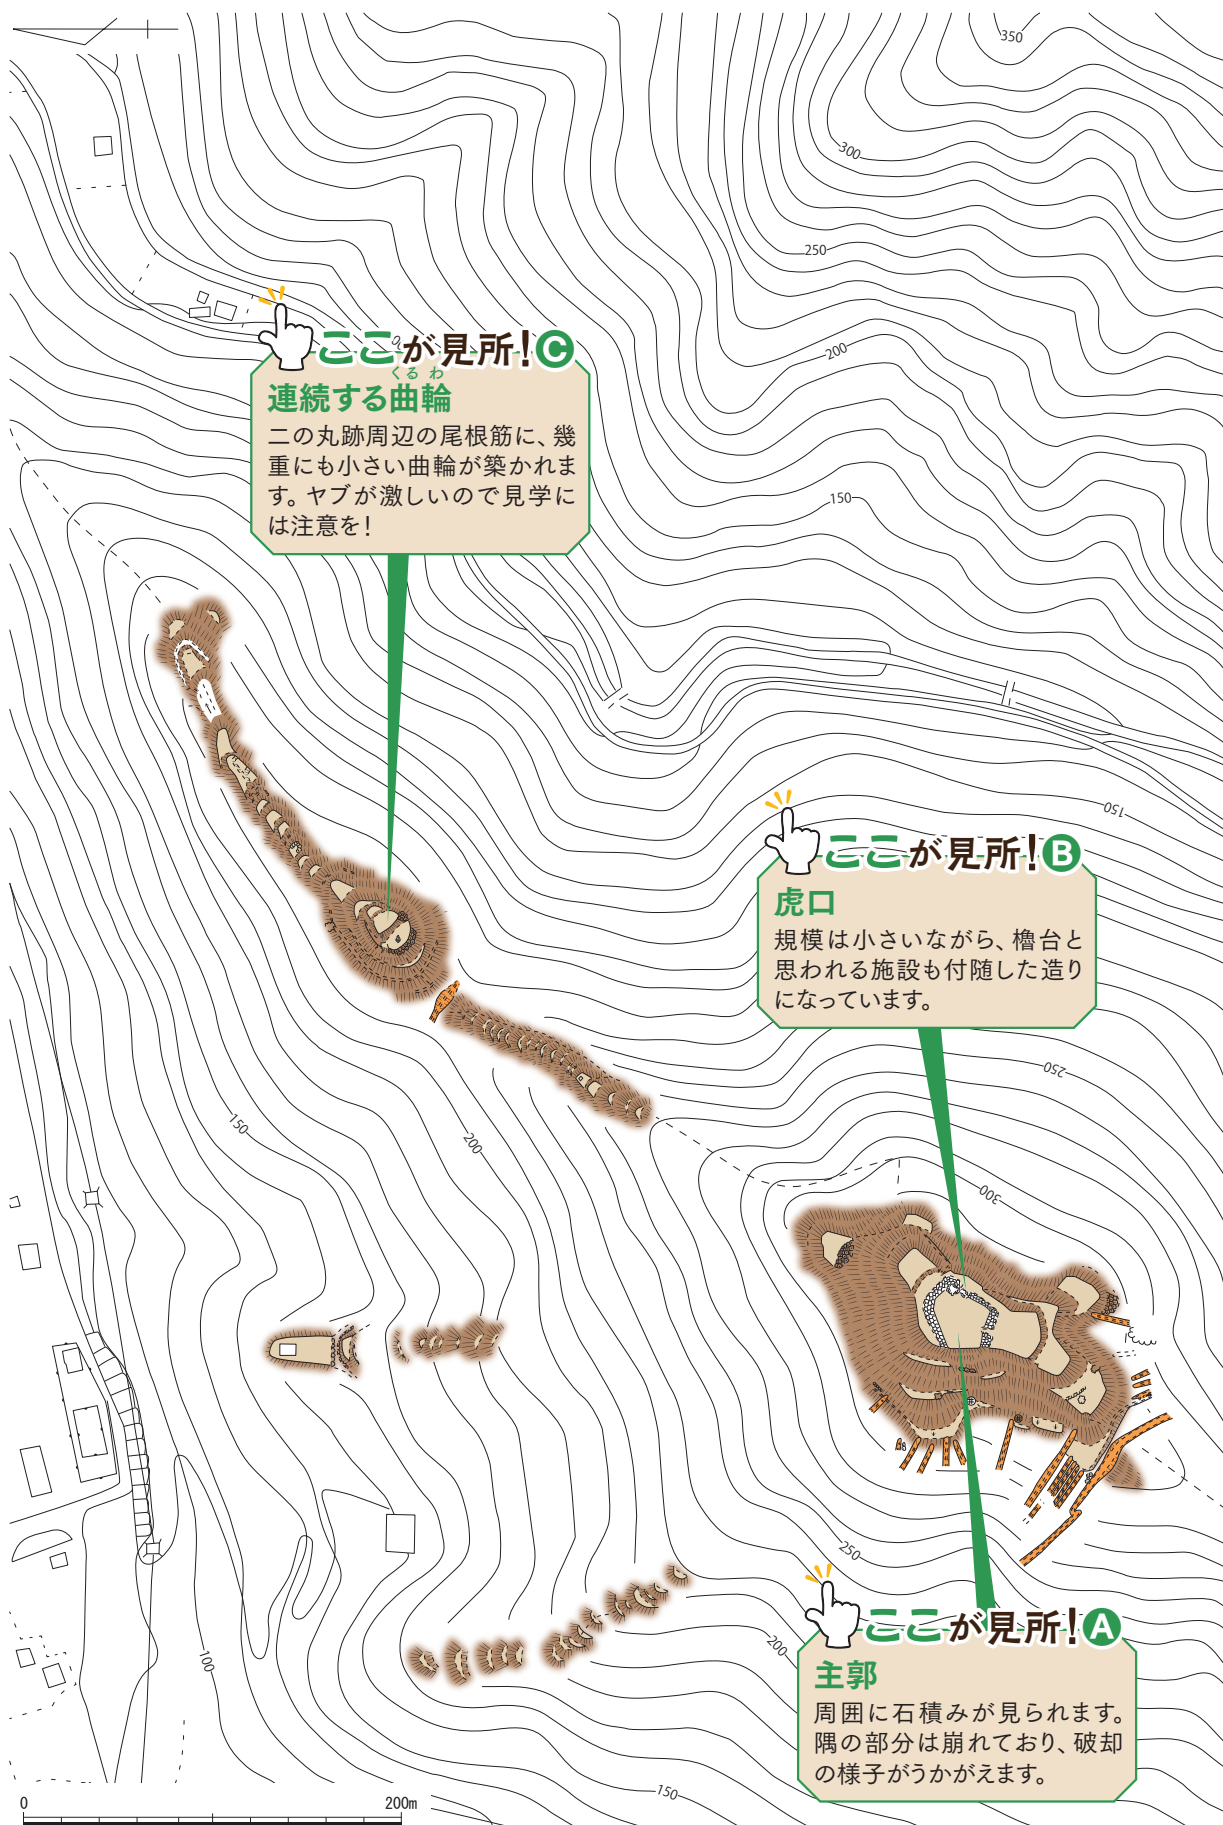 350
300
250
200
150
ここが見所！C
くるわ
連続する曲輪
二の丸跡周辺の尾根筋に、幾
重にも小さい曲輪が築かれま
す。ヤブが激しいので見学に
は注意を！
150
ここが見所！B
虎口
規模は小さいながら、櫓台と
思われる施設も付随した造り
になっています。
250
150
200
300
250
200
100
ここが見所！A
主郭
周囲に石積みが見られます。
隅の部分は崩れており、破却
の様子がうかがえます。
150
0
200m